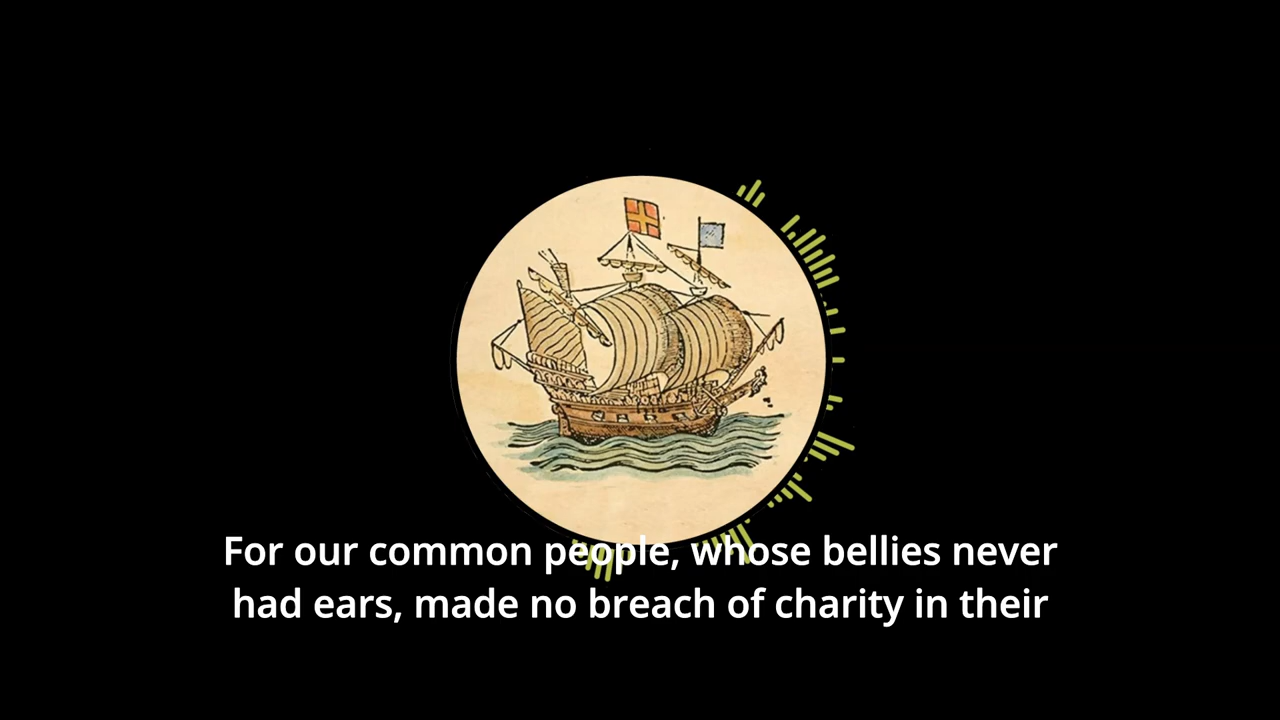 For our common people, whose bellies never
had ears, made no breach of charity in their